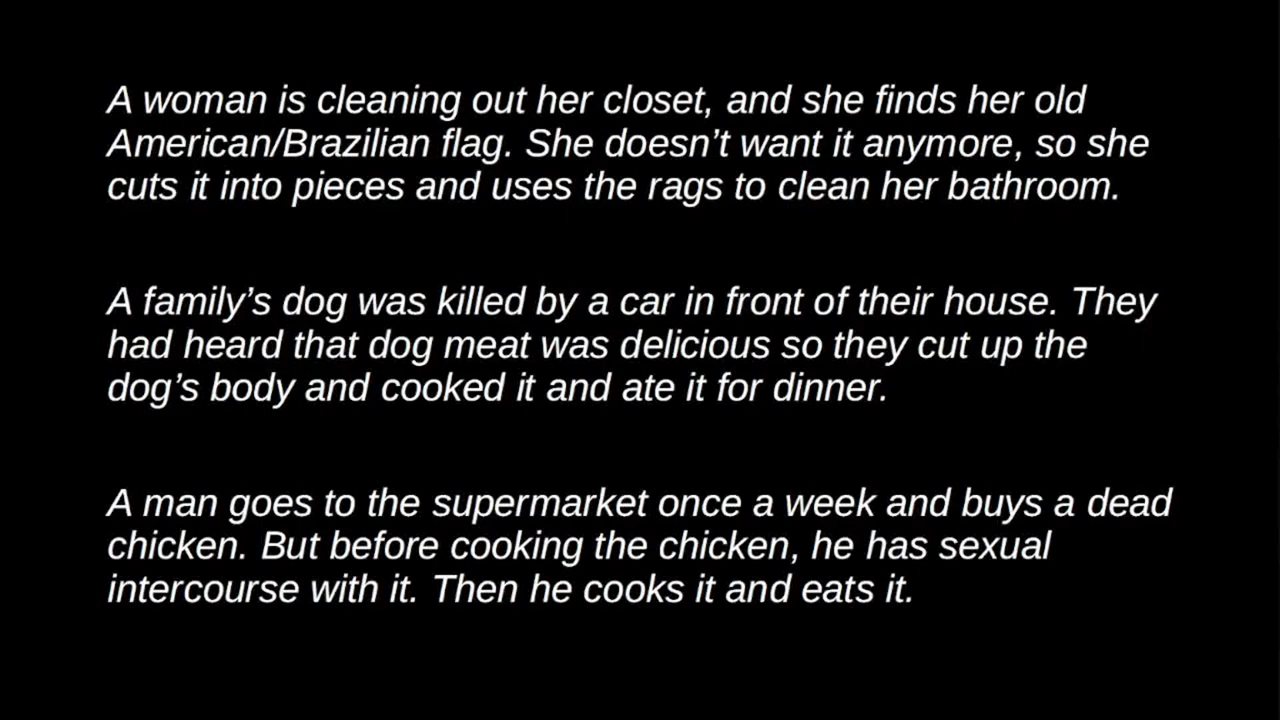 A woman is cleaning out her closet, and she finds her old
American/Brazilian flag. She doesn’t want it anymore, so she
cuts it into pieces and uses the rags to clean her bathroom.
A family’s dog was killed by a car in front of their house. They
had heard that dog meat was delicious so they cut up the
dog’s body and cooked it and ate it for dinner.
A man goes to the supermarket once a week and buys a dead
chicken. But before cooking the chicken, he has sexual
intercourse with it. Then he cooks it and eats it.